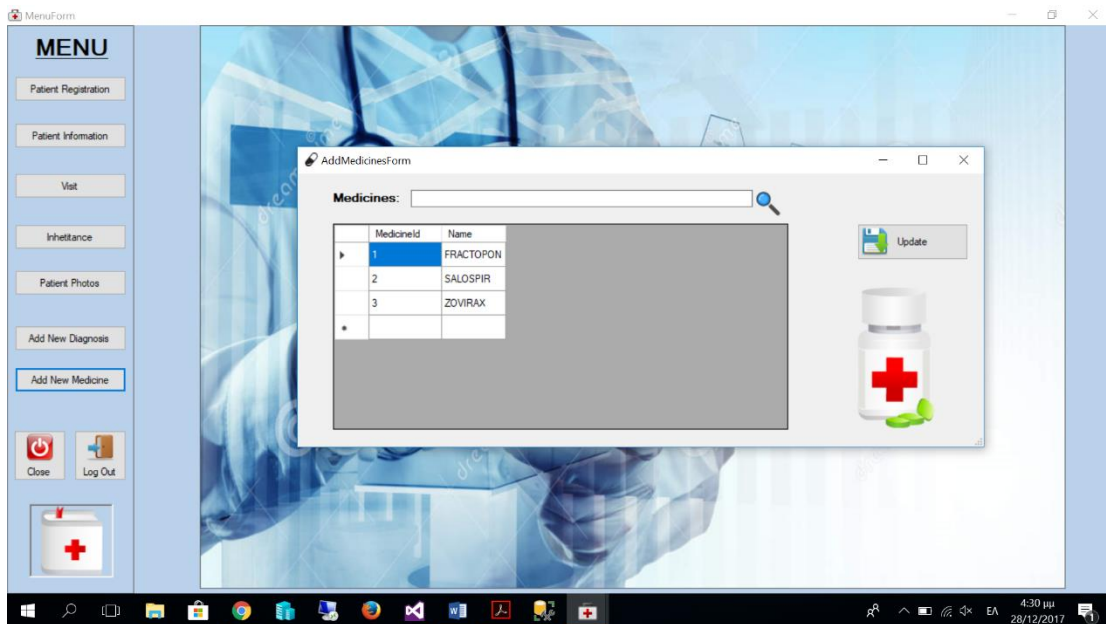 MenuForm
MENU
Patient Registration
Patient Information
Visit
Inhetitance
Patient Photos
Add New Diagnosis
Add New Medicine
Close
Log Out
AddMedicinesForm
Medicines:
MedicineId Name
1 FRACTOPON
2 SALOSPIR
3 ZOVIRAX
Update
ΕΛ
4:30 μμ
28/12/2017
1